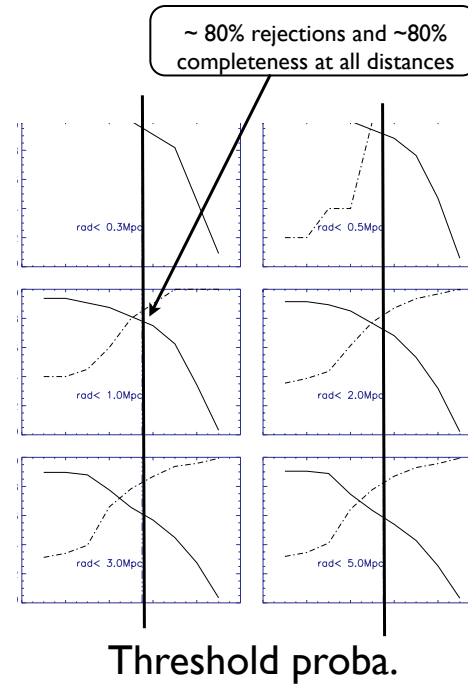 ~ 80% rejections and ~80%
completeness at all distances
rad< 0.3Mpc
rad< 0.5Mpc
rad< 1.0Mpc
rad< 2.0Mpc
rad< 3.0Mpc
rad< 5.0Mpc
Threshold proba.